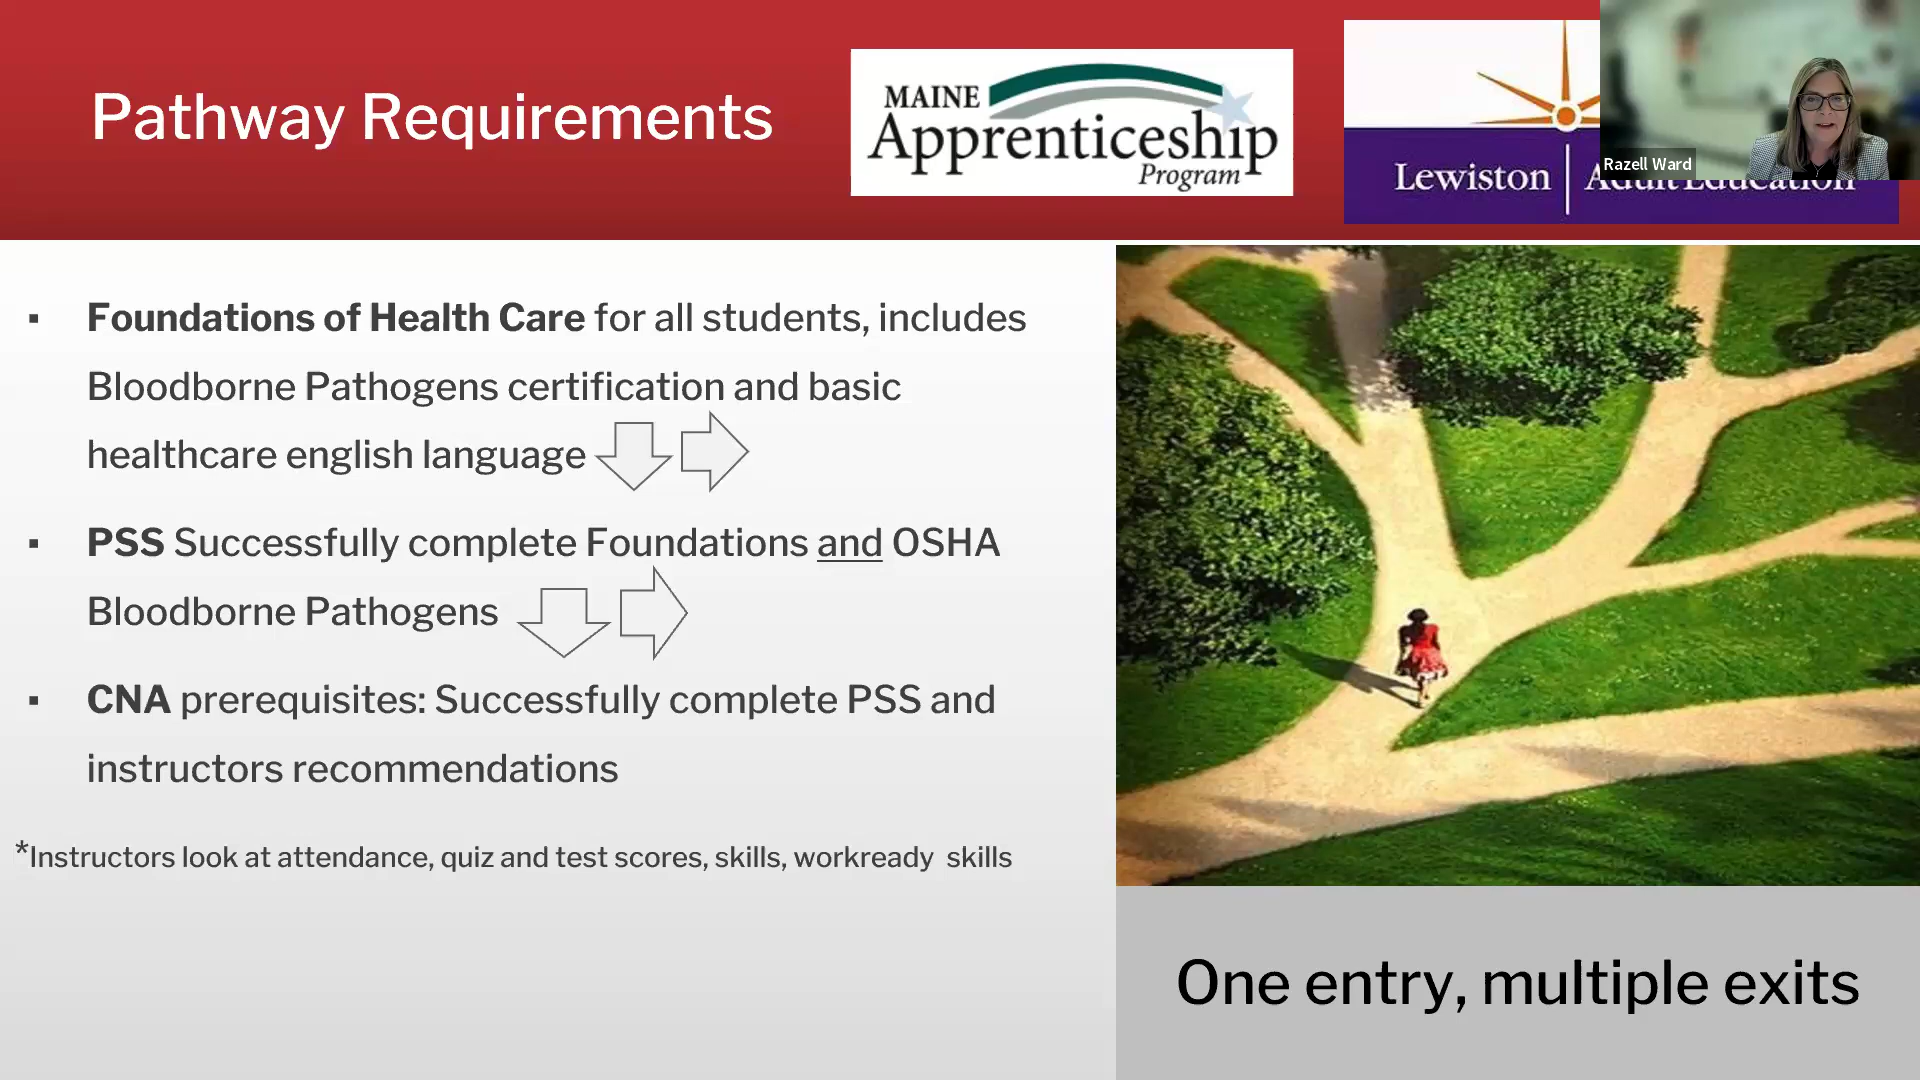 Pathway Requirements
MAINE
Apprenticeship
Program
Lewiston | Adult Education
Razell Ward
▪ Foundations of Health Care for all students, includes
Bloodborne Pathogens certification and basic
healthcare english language
▪ PSS Successfully complete Foundations and OSHA
Bloodborne Pathogens
▪ CNA prerequisites: Successfully complete PSS and
instructors recommendations
*Instructors look at attendance, quiz and test scores, skills, workready skills
One entry, multiple exits